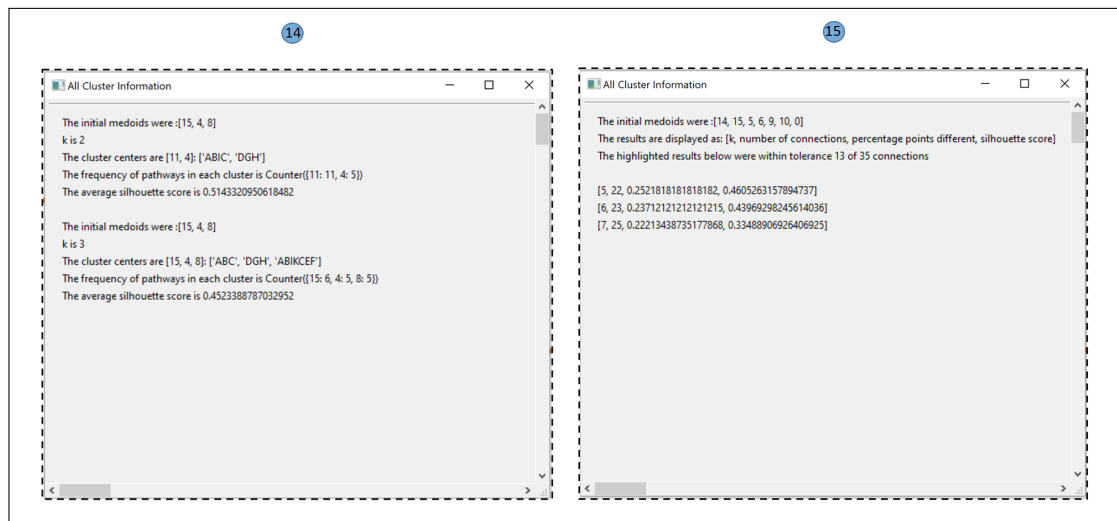 14
All Cluster Information
The initial medoids were :[15, 4, 8]
k is 2
The cluster centers are [11, 4]: ['ABIC', 'DGH']
The frequency of pathways in each cluster is Counter({11: 11, 4: 5})
The average silhouette score is 0.5143320950618482
The initial medoids were :[15, 4, 8]
k is 3
The cluster centers are [15, 4, 8]: ['ABC', 'DGH', 'ABIKCEF']
The frequency of pathways in each cluster is Counter({15: 6, 4: 5, 8: 5})
The average silhouette score is 0.4523388787032952
15
All Cluster Information
The initial medoids were :[14, 15, 5, 6, 9, 10, 0]
The results are displayed as: [k, number of connections, percentage points different, silhouette score]
The highlighted results below were within tolerance 13 of 35 connections
[5, 22, 0.2521818181818182, 0.4605263157894737]
[6, 23, 0.23712121212121215, 0.43969298245614036]
[7, 25, 0.22213438735177868, 0.33488906926406925]